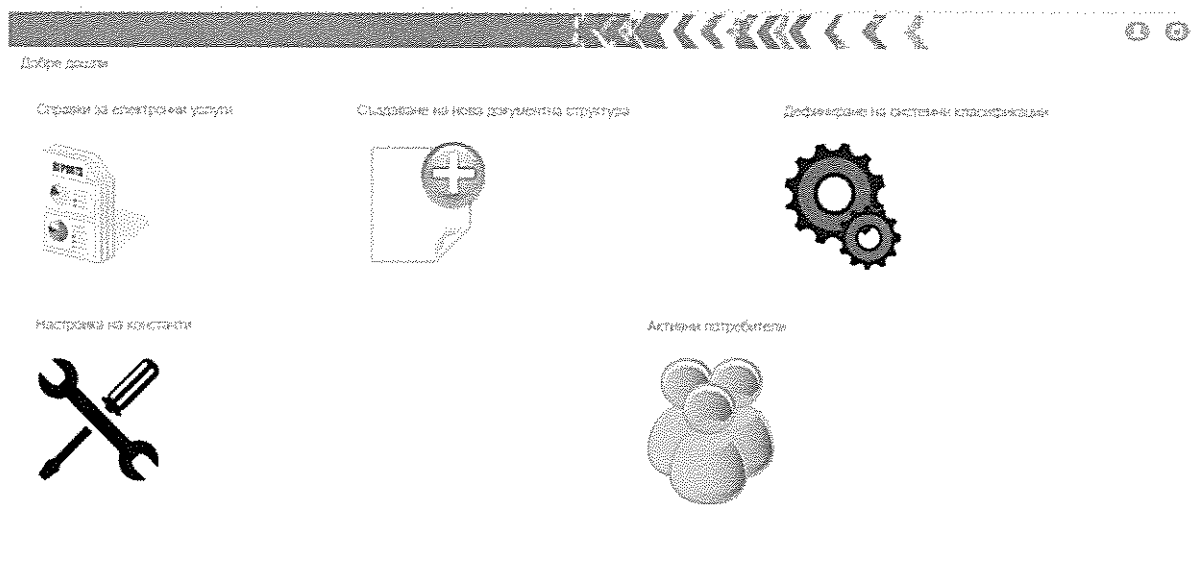 Добре дошли
Справки за електронни услуги
Създаване на нова документна структура
Дефиниране на системни класификации
Настройка на константи
Активни потребители